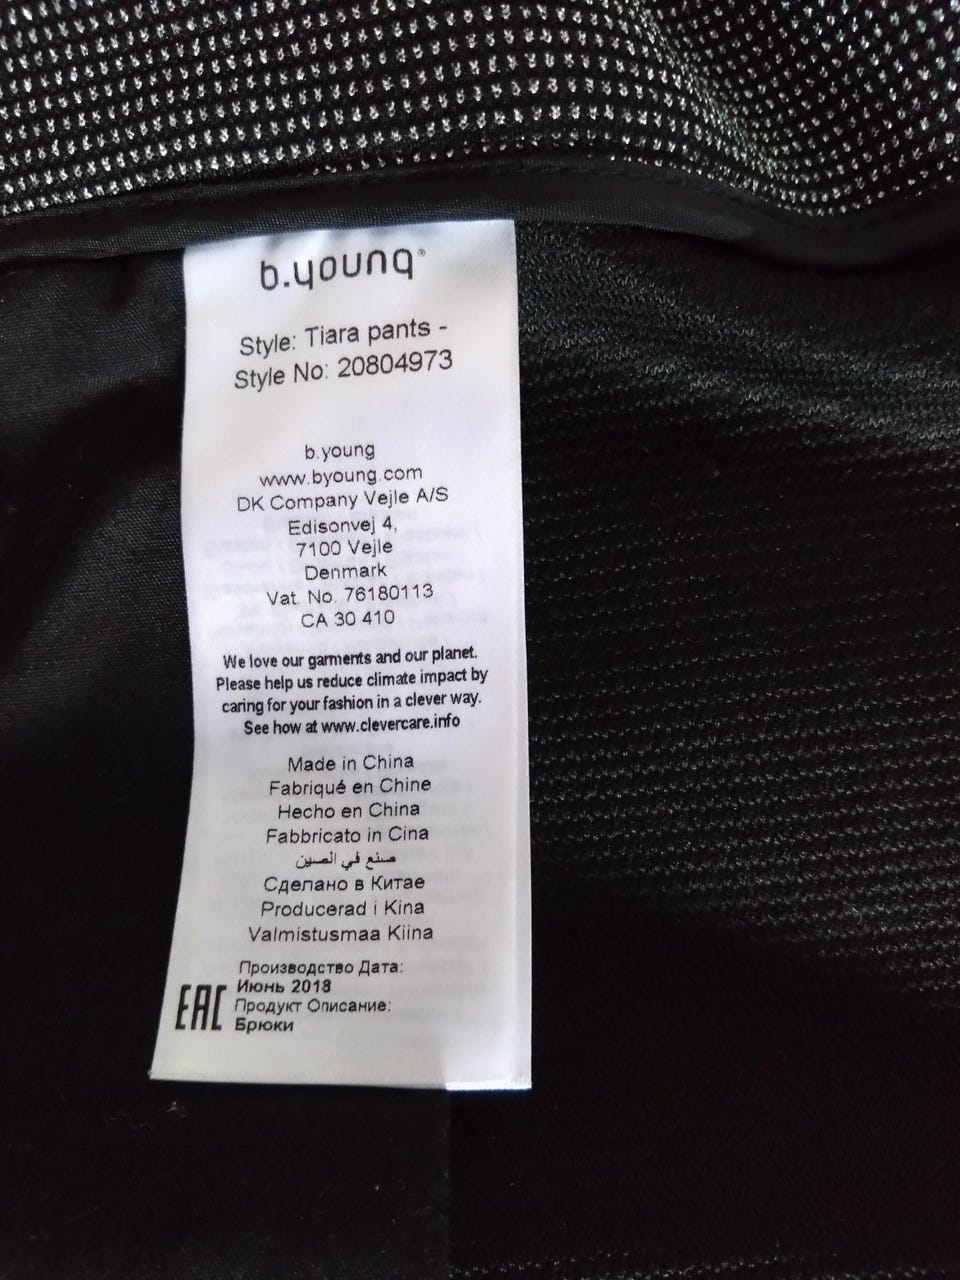 b.young®
Style: Tiara pants -
Style No: 20804973
b.young
www.byoung.com
DK Company Vejle A/S
Edisonvej 4,
7100 Vejle
Denmark
Vat. No. 76180113
CA 30 410
We love our garments and our planet.
Please help us reduce climate impact by
caring for your fashion in a clever way.
See how at www.clevercare.info
Made in China
Fabriqué en Chine
Hecho en China
Fabbricato in Cina
صنع في الصين
Сделано в Китае
Producerad i Kina
Valmistusmaa Kiina
Производство Дата:
Июнь 2018
EAC Продукт Описание:
Брюки